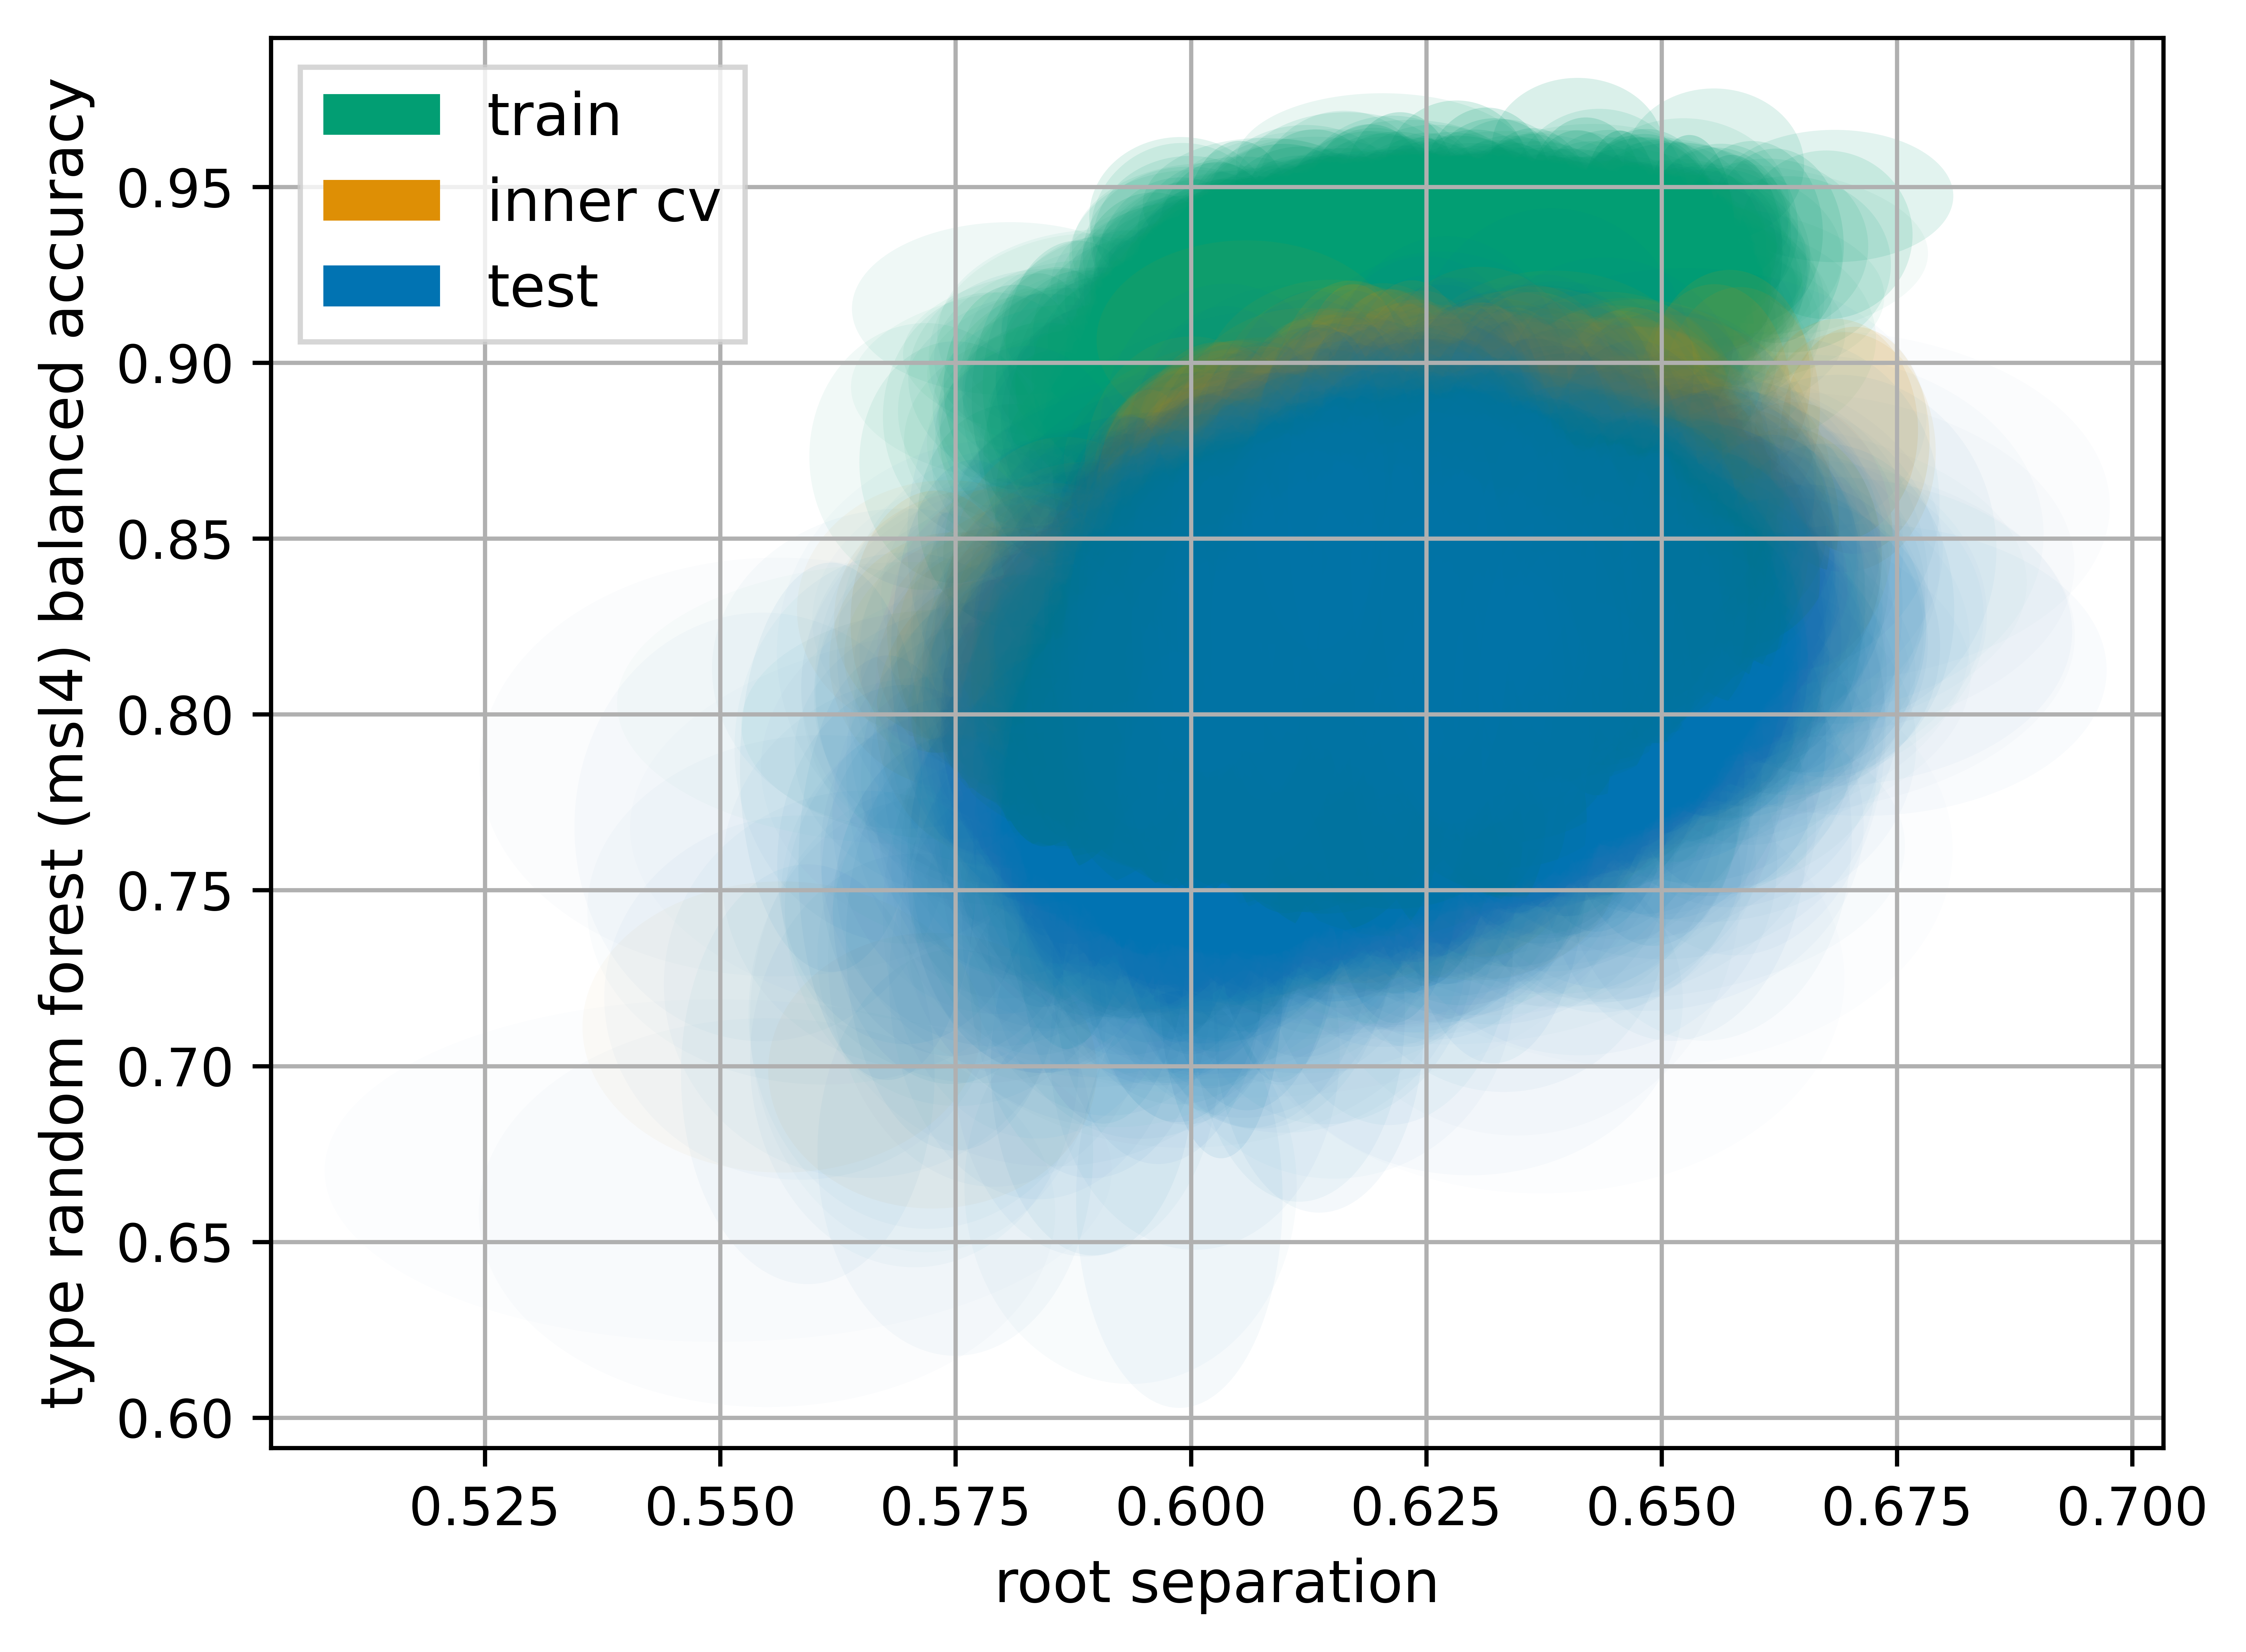 train
inner cv
test
type random forest (msl4) balanced accuracy
0.95
0.90
0.85
0.80
0.75
0.70
0.65
0.60
0.525 0.550 0.575 0.600 0.625 0.650 0.675 0.700
root separation